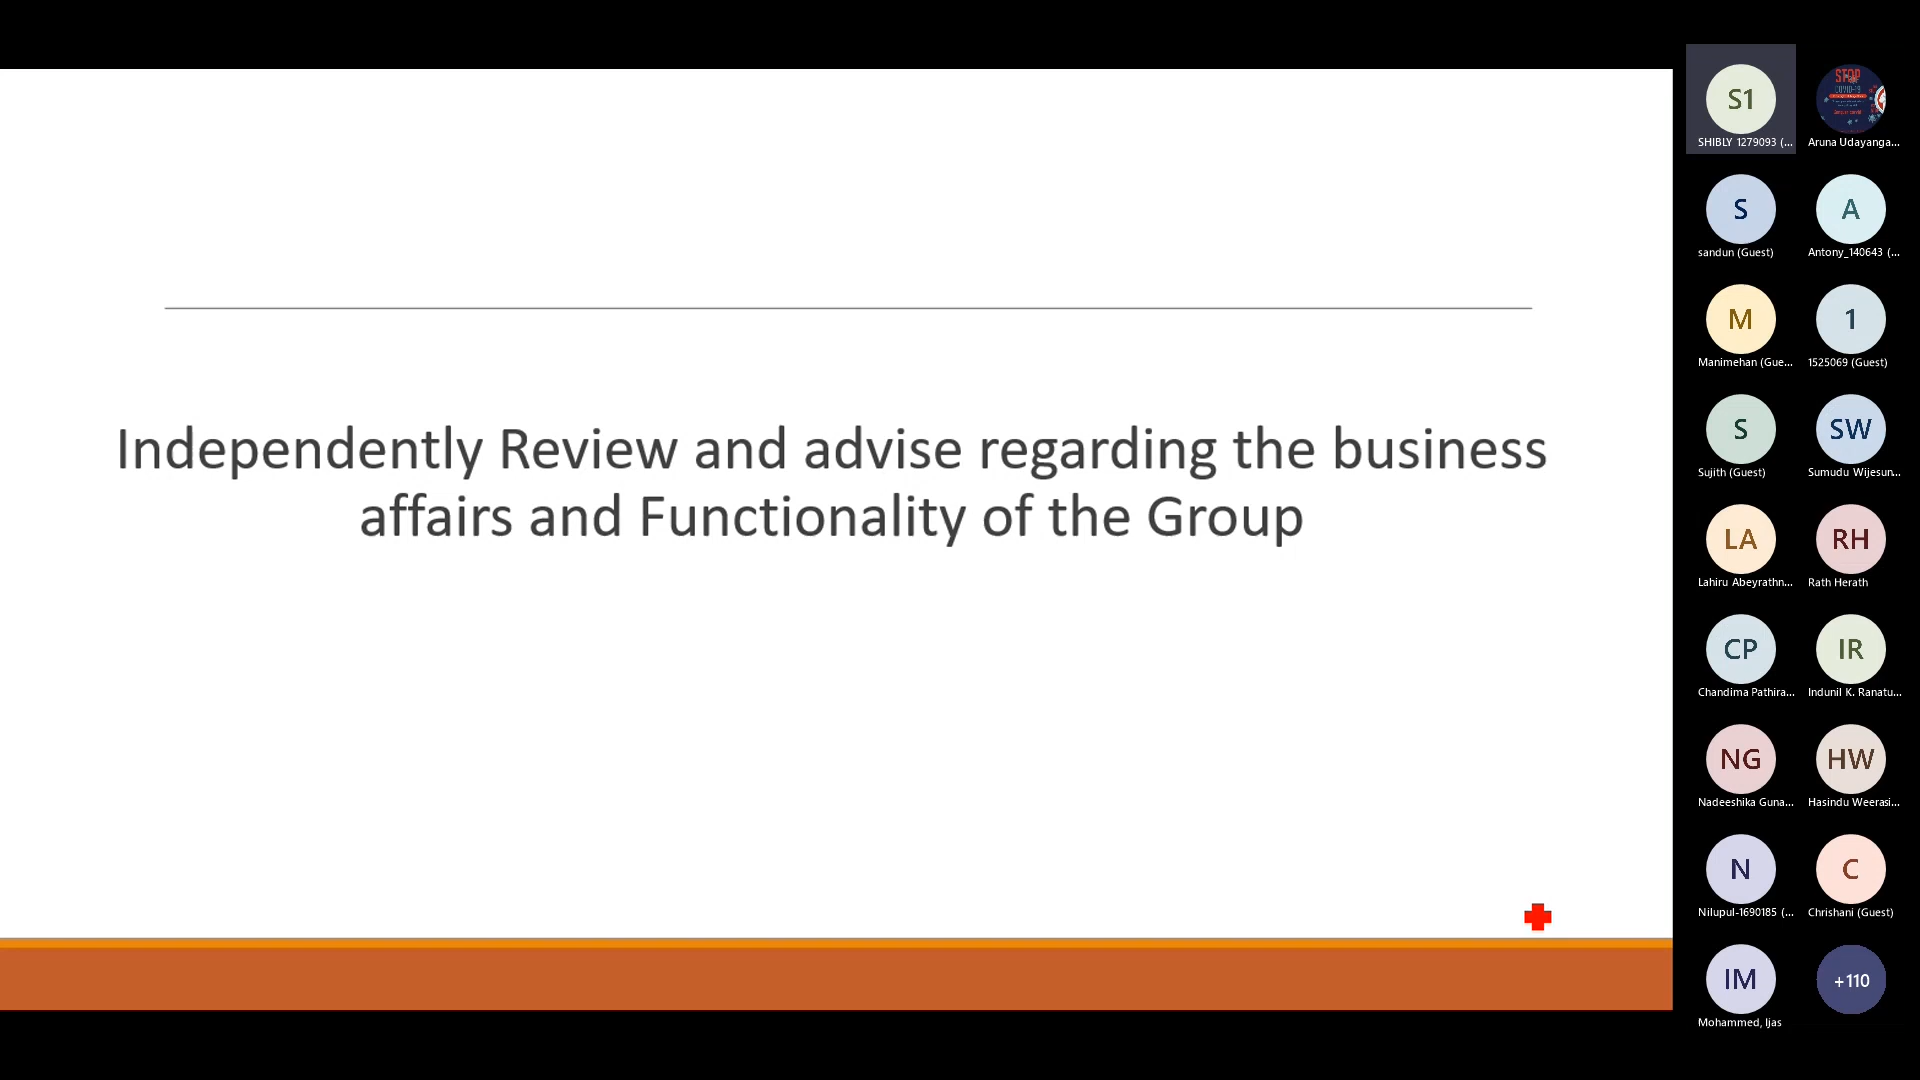 Independently Review and advise regarding the business
affairs and Functionality of the Group
S1
SHIBLY 1279093 (...
STOP
COVID-19
Aruna Udayanga...
S
sandun (Guest)
A
Antony_140643 (...
M
Manimehan (Gue...
1
1525069 (Guest)
S
Sujith (Guest)
SW
Sumudu Wijesun...
LA
Lahiru Abeyrathn...
RH
Rath Herath
CP
Chandima Pathira...
IR
Indunil K. Ranatu...
NG
Nadeeshika Guna...
HW
Hasindu Weerasi...
N
Nilupul-1690185 (...
C
Chrishani (Guest)
IM
Mohammed, Ijas
+110